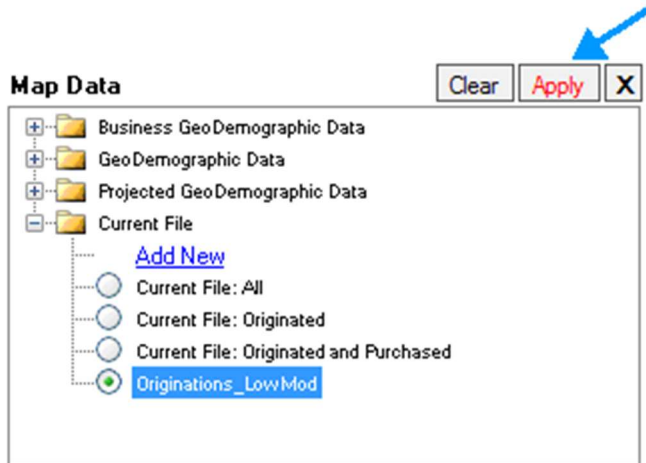 Map Data Clear Apply X
Business GeoDemographic Data
GeoDemographic Data
Projected GeoDemographic Data
Current File
Add New
Current File: All
Current File: Originated
Current File: Originated and Purchased
Originations_LowMod